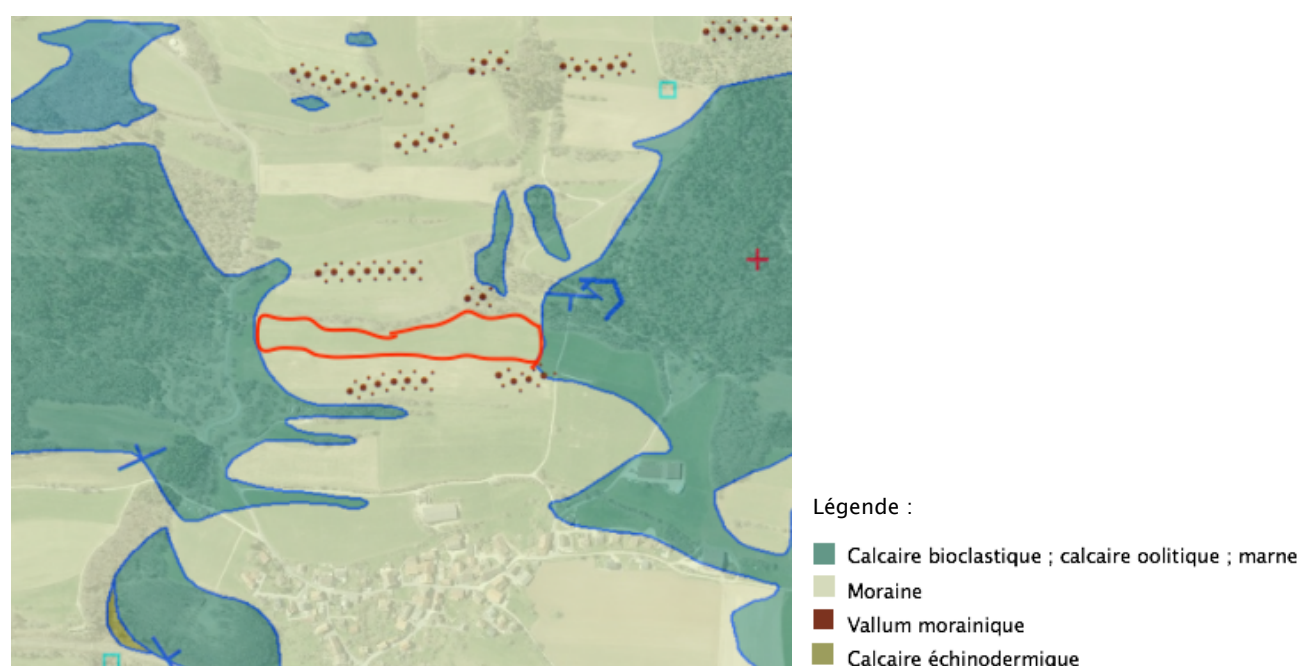 Légende :
Calcaire bioclastique ; calcaire oolitique ; marne
Moraine
Vallum morainique
Calcaire échinodermique